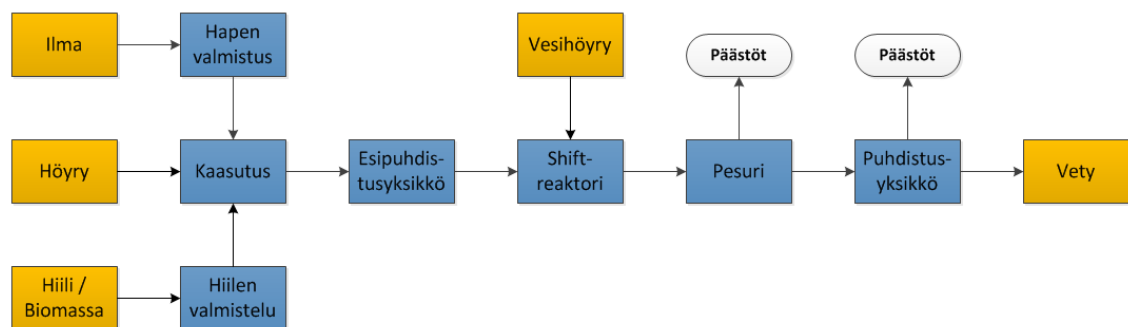 Ilma
Hapen
valmistus
Vesihöyry
Päästöt
Päästöt
Höyry
Kaasutus
Esipuhdis-
tusyksikkö
Shift-
reaktori
Pesuri
Puhdistus-
yksikkö
Vety
Hiili /
Biomassa
Hiilen
valmistelu